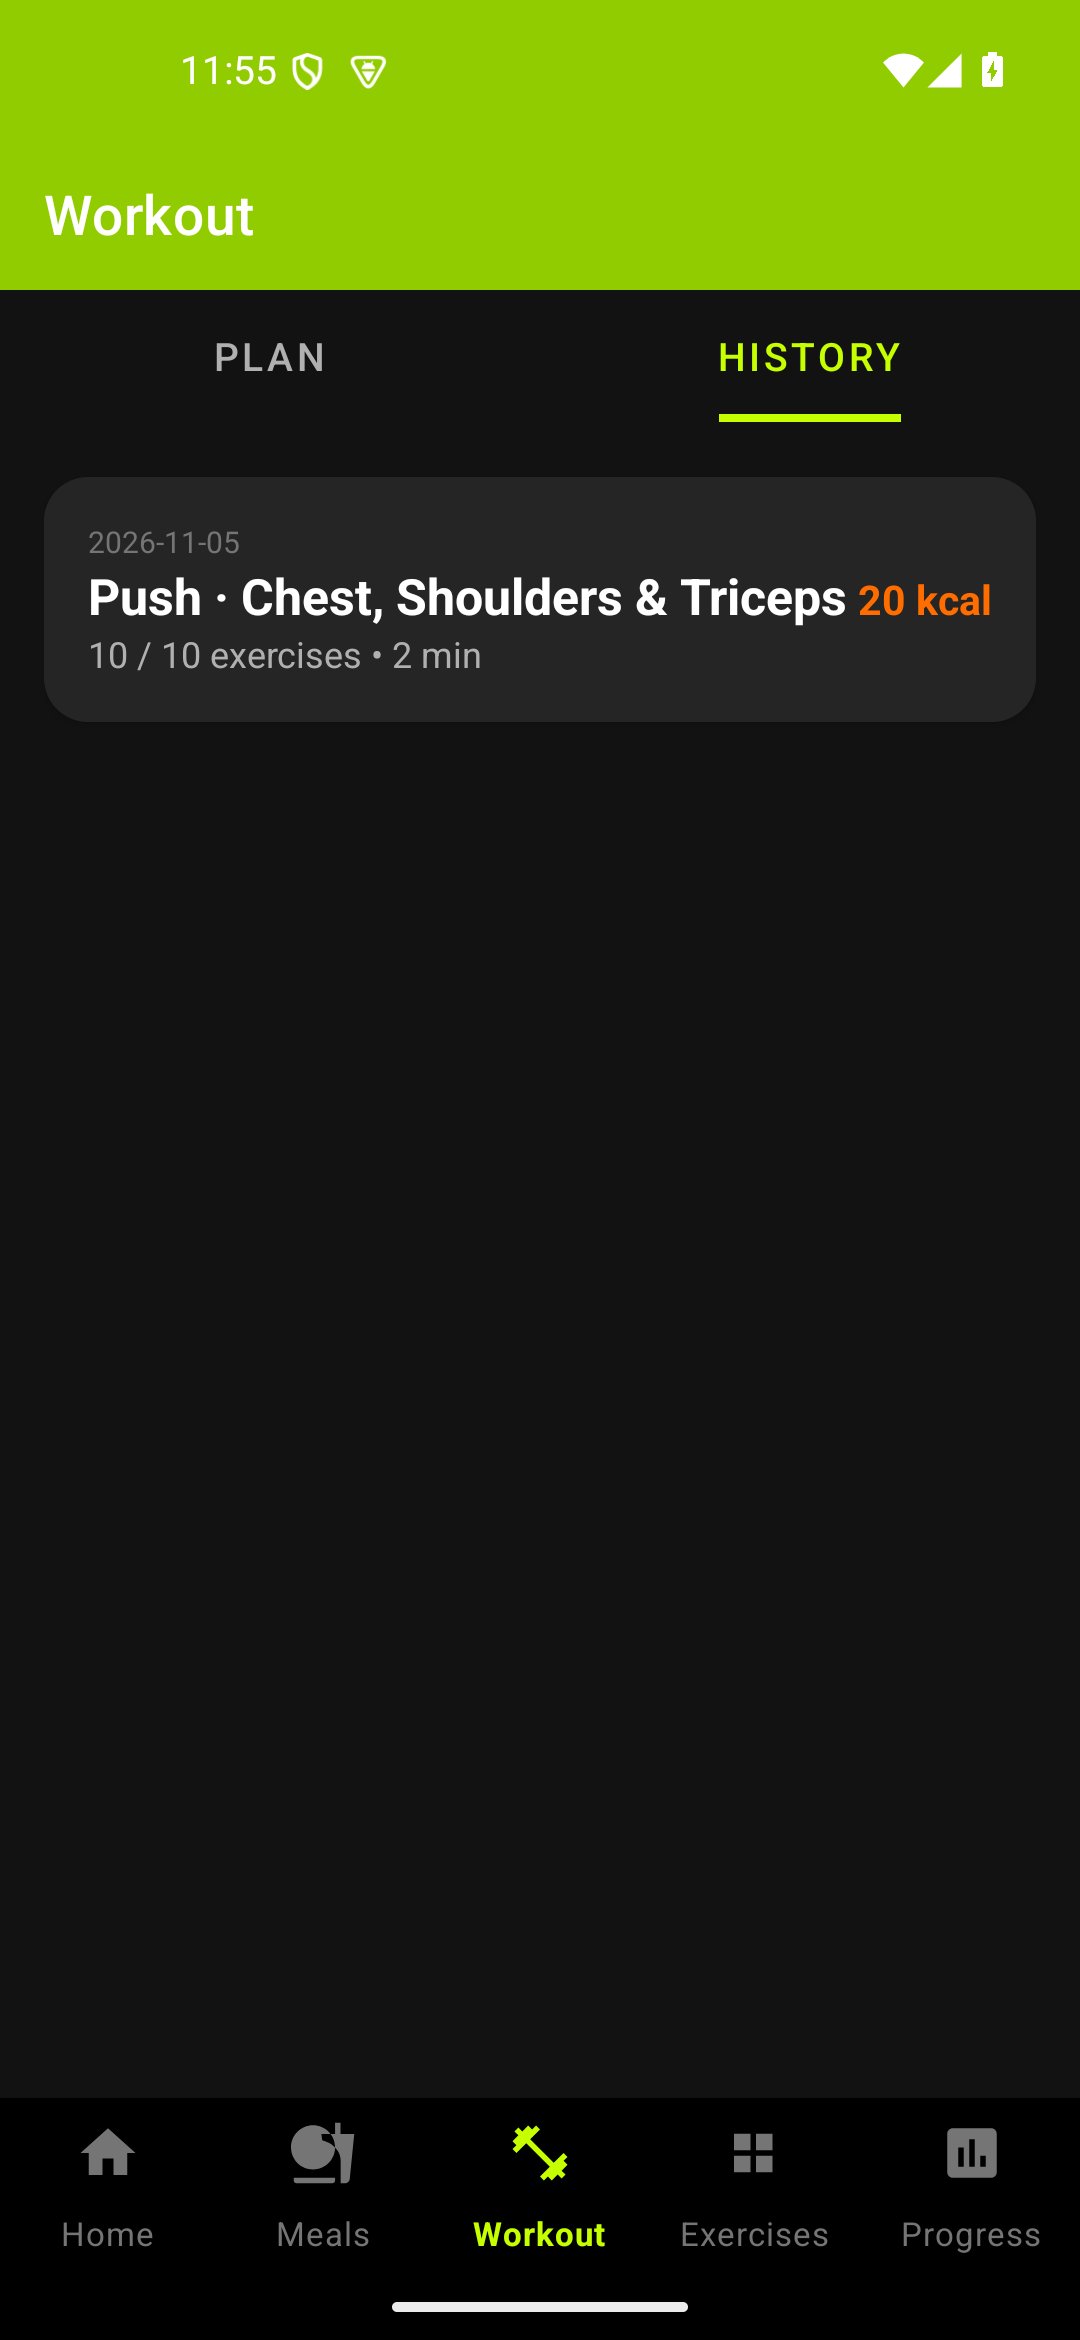 11:55
Workout
PLAN
HISTORY
2026-11-05
Push · Chest, Shoulders & Triceps 20 kcal
10 / 10 exercises • 2 min
Home
Meals
Workout
Exercises
Progress